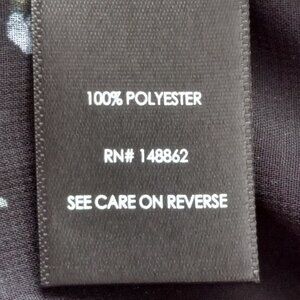 100% POLYESTER
RN# 148862
SEE CARE ON REVERSE